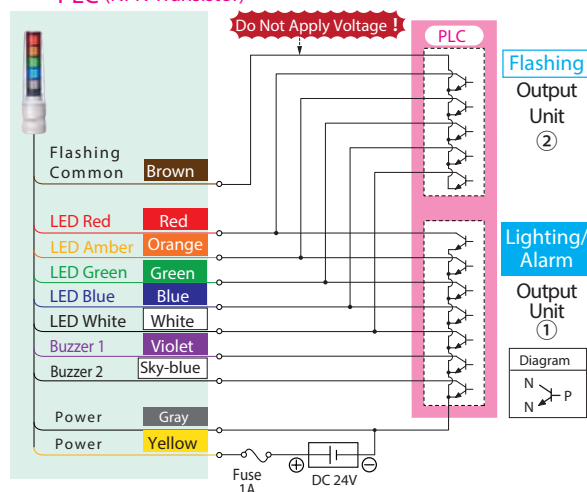 Do Not Apply Voltage !
PLC
Flashing
Output
Unit
②
Flashing
Common
Brown
LED Red
Red
LED Amber
Orange
LED Green
Green
LED Blue
Blue
LED White
White
Buzzer 1
Violet
Buzzer 2
Sky-blue
Power
Gray
Power
Yellow
Lighting/
Alarm
Output
Unit
①
Diagram
N
P
N
Fuse
1A
⊕
DC 24V
⊖